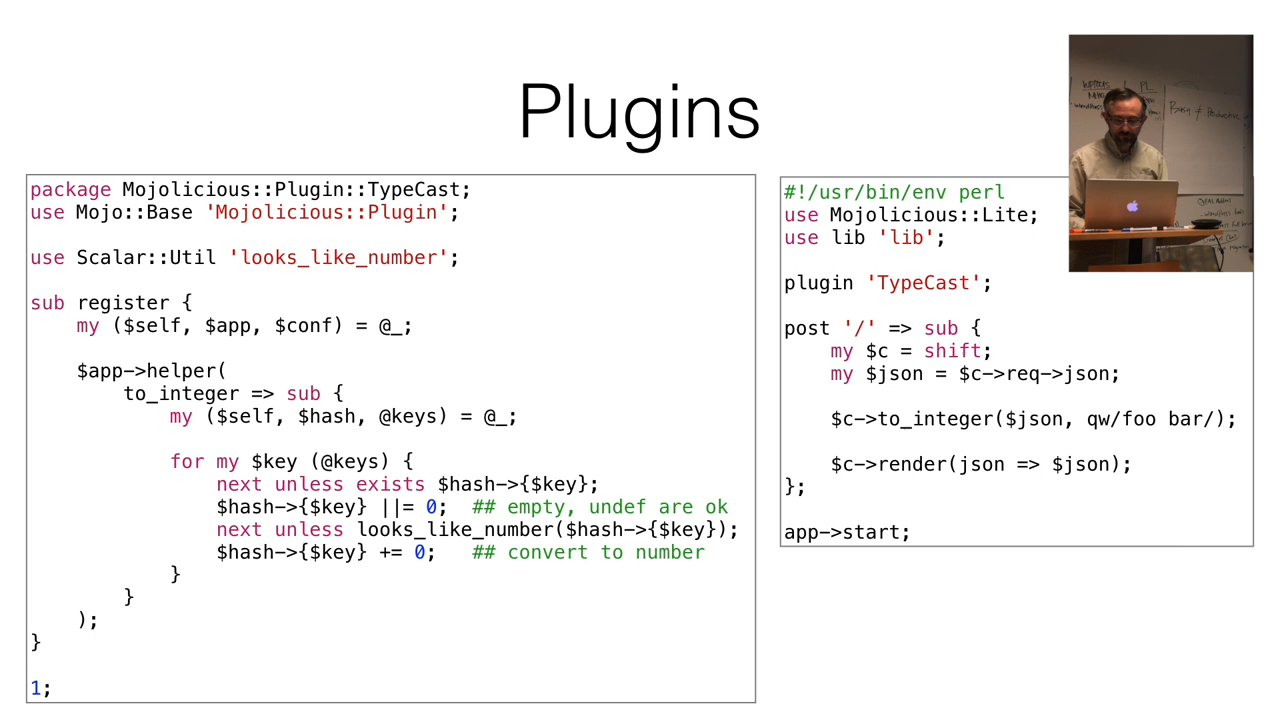 Plugins
package Mojolicious::Plugin::TypeCast;
use Mojo::Base 'Mojolicious::Plugin';
use Scalar::Util 'looks_like_number';
sub register {
my ($self, $app, $conf) = @_;
$app->helper(
to_integer => sub {
my ($self, $hash, @keys) = @_;
for my $key (@keys) {
next unless exists $hash->{$key};
$hash->{$key} ||= 0;  ## empty, undef are ok
next unless looks_like_number($hash->{$key});
$hash->{$key} += 0;   ## convert to number
}
}
);
}
1;
#!/usr/bin/env perl
use Mojolicious::Lite;
use lib 'lib';
plugin 'TypeCast';
post '/' => sub {
my $c = shift;
my $json = $c->req->json;
$c->to_integer($json, qw/foo bar/);
$c->render(json => $json);
};
app->start;